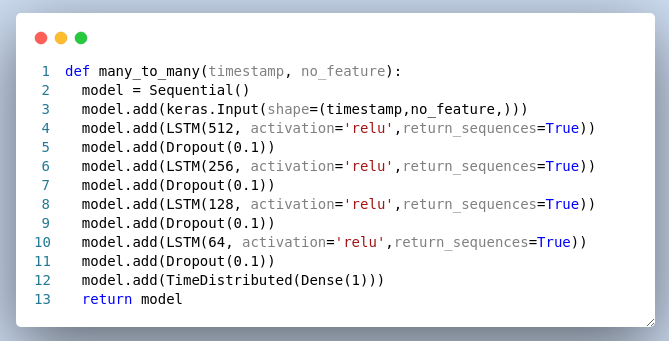 1 def many_to_many(timestamp, no_feature):
2   model = Sequential()
3   model.add(keras.Input(shape=(timestamp,no_feature,)))
4   model.add(LSTM(512, activation='relu',return_sequences=True))
5   model.add(Dropout(0.1))
6   model.add(LSTM(256, activation='relu',return_sequences=True))
7   model.add(Dropout(0.1))
8   model.add(LSTM(128, activation='relu',return_sequences=True))
9   model.add(Dropout(0.1))
10   model.add(LSTM(64, activation='relu',return_sequences=True))
11   model.add(Dropout(0.1))
12   model.add(TimeDistributed(Dense(1)))
13   return model